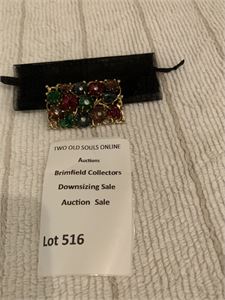 TWO OLD SOULS ONLINE
Auctions
Brimfield Collectors
Downsizing Sale
Auction Sale
Lot 516